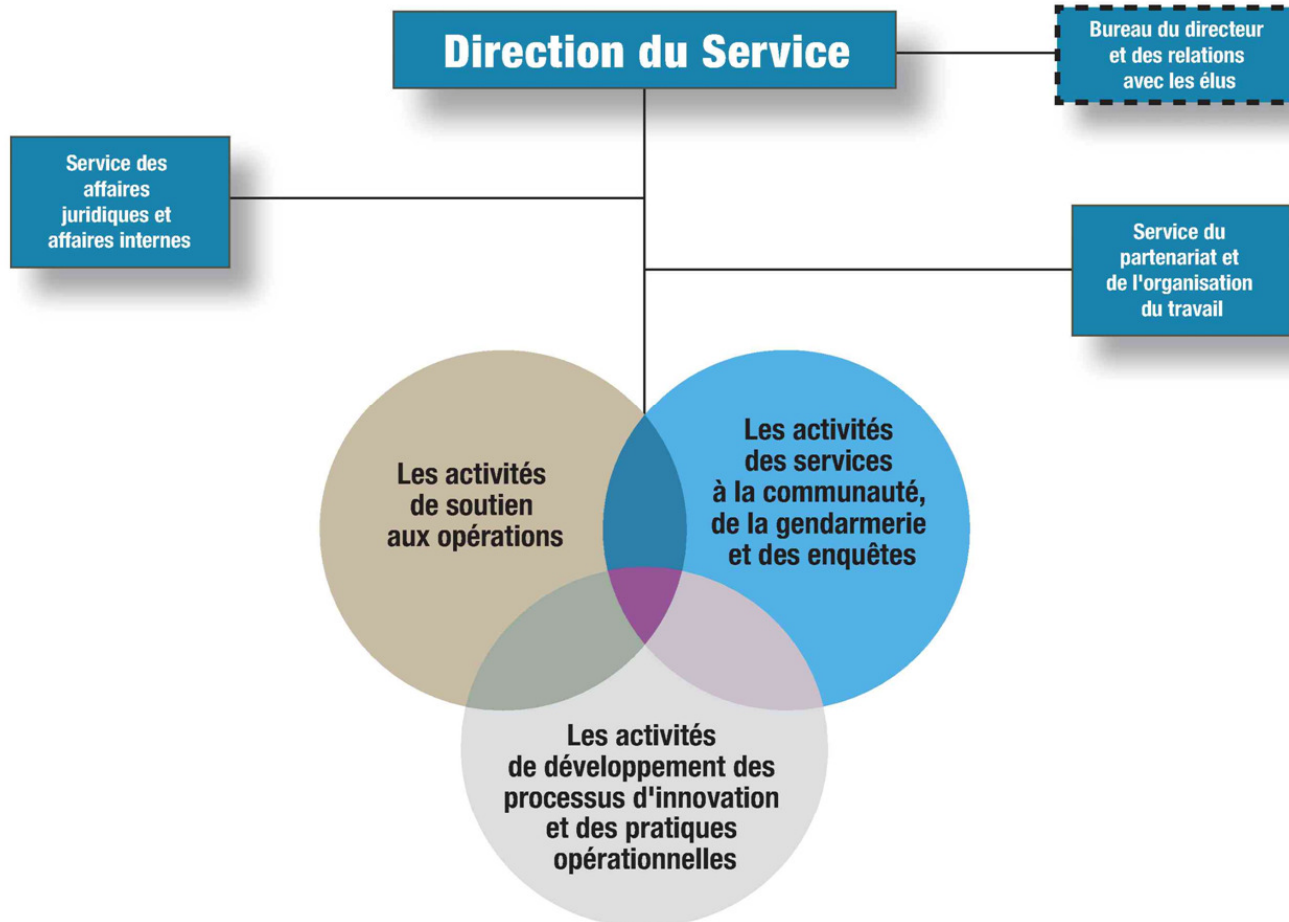 Direction du Service
Bureau du directeur
et des relations
avec les élus
Service des
affaires
juridiques et
affaires internes
Service du
partenariat et
de l'organisation
du travail
Les activités
de soutien
aux opérations
Les activités
des services
à la communauté,
de la gendarmerie
et des enquêtes
Les activités
de développement des
processus d'innovation
et des pratiques
opérationnelles